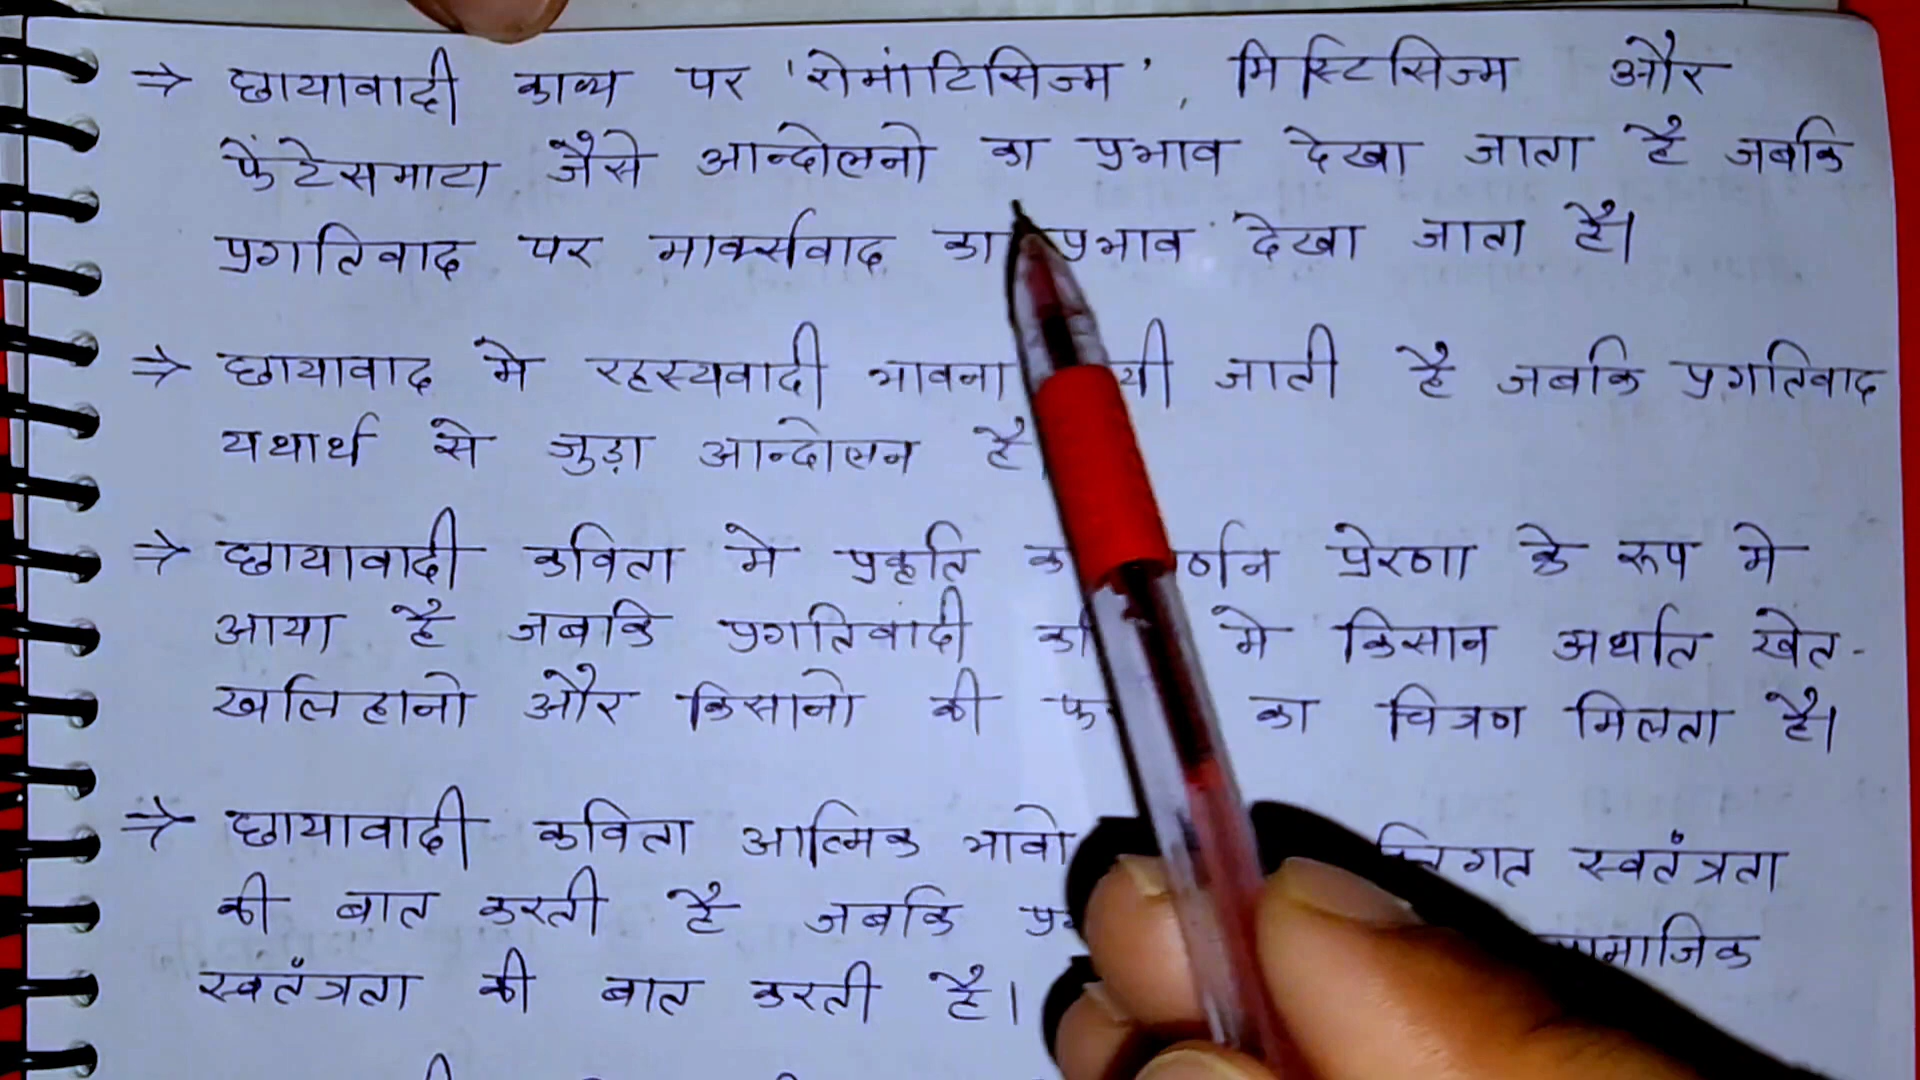 ⇒ छायावादी काव्य पर 'रोमांटिसिज्म', मिस्टिसिज्म और
फैंटेसमाटा जैसे आन्दोलनो का प्रभाव देखा जाता है जबकि
प्रगतिवाद पर मार्क्सवाद का प्रभाव देखा जाता है।
⇒ छायावाद मे रहस्यवादी भावना जाती है जबकि प्रगतिवाद
यथार्थ से जुड़ा आन्दोलन है
⇒ छायावादी कविता मे प्रकृति प्रेरणा के रूप मे
आया है जबकि प्रगतिवादी मे किसान अर्थात खेत-
खलिहानो और किसानो की का चित्रण मिलता है।
⇒ छायावादी कविता आत्मिक भावो स्वतंत्रता
की बात करती है जबकि
स्वतंत्रता की बात करती है।